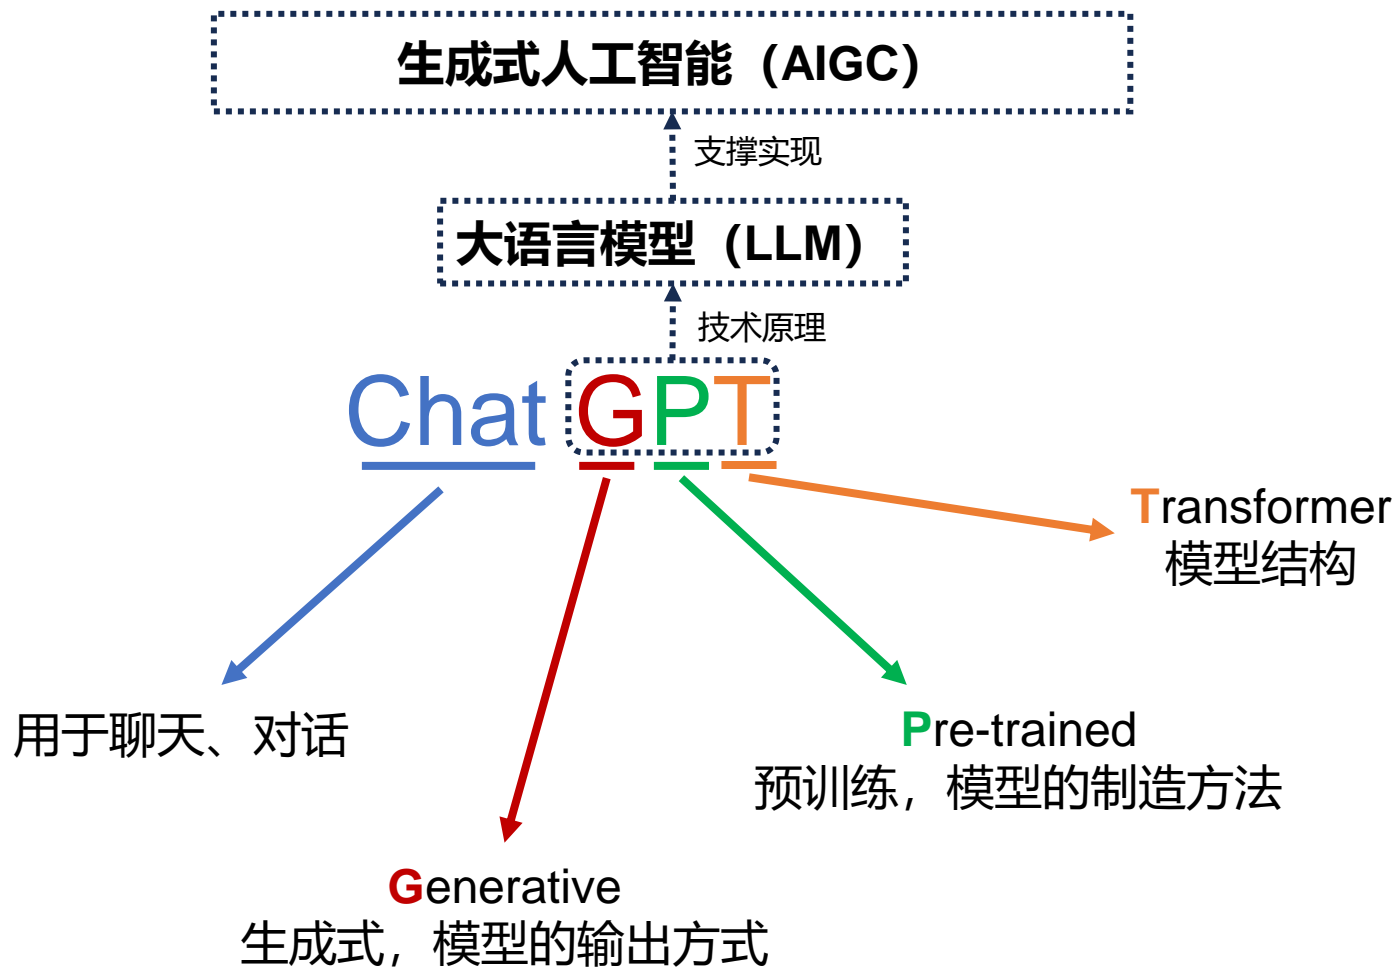 生成式人工智能（AIGC）
支撑实现
大语言模型（LLM）
技术原理
Chat GPT
Transformer
模型结构
用于聊天、对话
Pre-trained
预训练，模型的制造方法
Generative
生成式，模型的输出方式